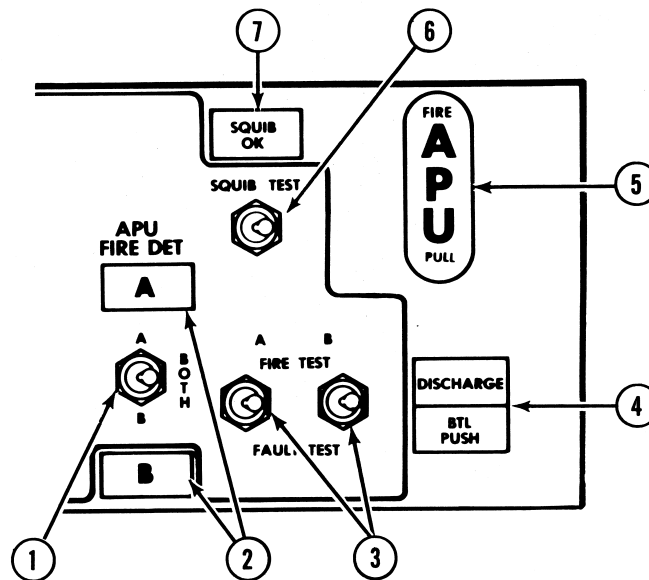 7
6
SQUIB
OK
FIRE
APU
PULL
5
SQUIB TEST
APU
FIRE DET
A
A
BOTH
B
A B
FIRE TEST
FAULT TEST
DISCHARGE
BTL
PUSH
4
B
1
2
3